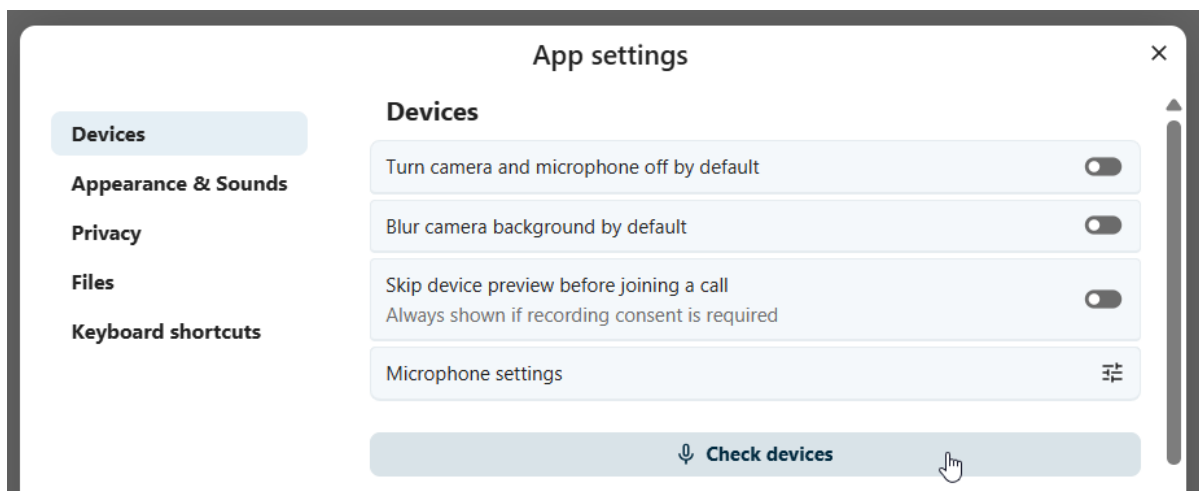 App settings
Devices
Appearance & Sounds
Privacy
Files
Keyboard shortcuts
Devices
Turn camera and microphone off by default
Blur camera background by default
Skip device preview before joining a call
Always shown if recording consent is required
Microphone settings
Check devices